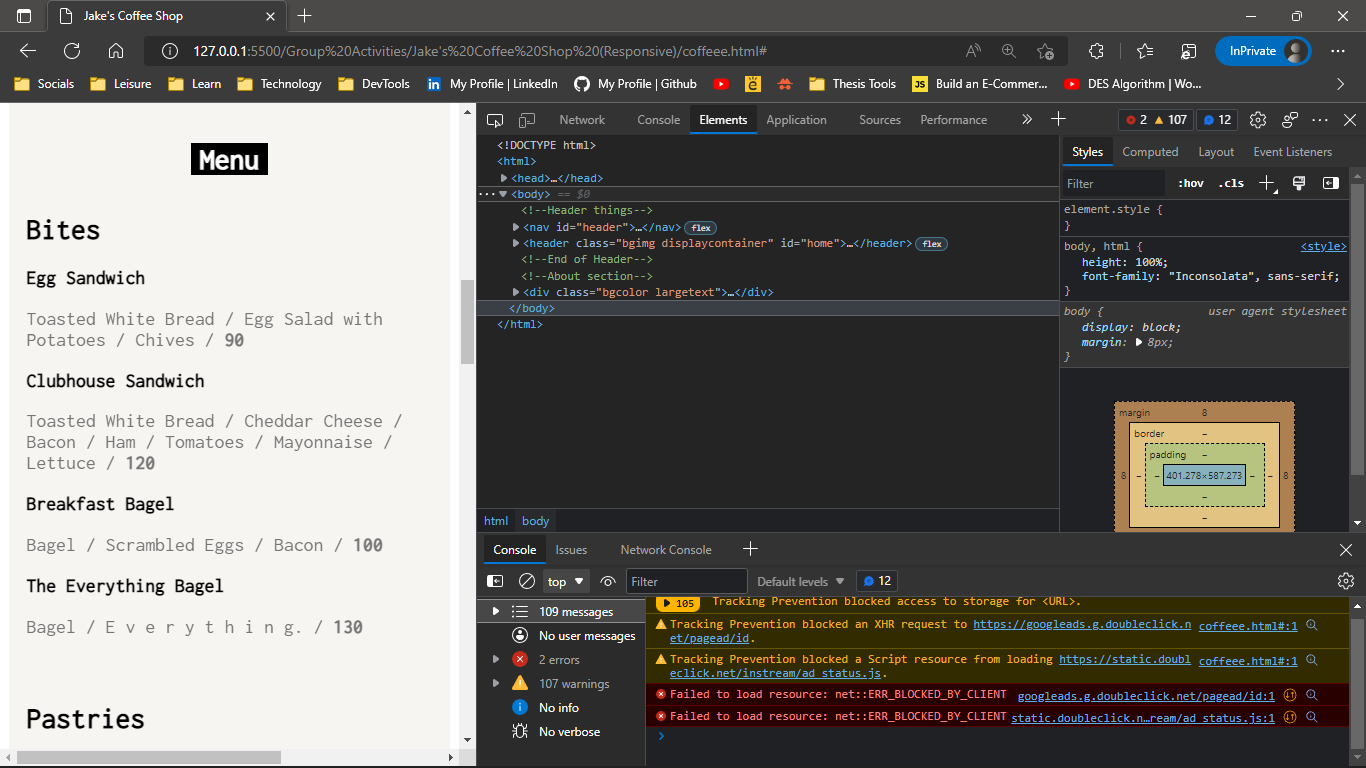 Jake's Coffee Shop
127.0.0.1:5500/Group%20Activities/Jake's%20Coffee%20Shop%20(Responsive)/coffeee.html#
InPrivate
Socials
Leisure
Learn
Technology
DevTools
My Profile | LinkedIn
My Profile | Github
Thesis Tools
JS Build an E-Commer...
DES Algorithm | Wo...
Menu
Bites
Egg Sandwich
Toasted White Bread / Egg Salad with
Potatoes / Chives / 90
Clubhouse Sandwich
Toasted White Bread / Cheddar Cheese /
Bacon / Ham / Tomatoes / Mayonnaise /
Lettuce / 120
Breakfast Bagel
Bagel / Scrambled Eggs / Bacon / 100
The Everything Bagel
Bagel / E v e r y t h i n g. / 130
Pastries
Network Console Elements Application Sources Performance
2 107 12
<!DOCTYPE html>
<html>
<head>…</head>
··· <body> == $0
<!--Header things-->
<nav id="header">…</nav> flex
<header class="bgimg displaycontainer" id="home">…</header> flex
<!--End of Header-->
<!--About section-->
<div class="bgcolor largetext">…</div>
</body>
</html>
html body
Styles Computed Layout Event Listeners
Filter :hov .cls
element.style {
}
body, html { <style>
height: 100%;
font-family: "Inconsolata", sans-serif;
}
body { user agent stylesheet
display: block;
margin: 8px;
}
margin 8
border –
padding –
8 – – 401.278×587.273 – – 8
–
–
Console Issues Network Console
top Filter Default levels 12
109 messages
No user messages
2 errors
107 warnings
No info
No verbose
105 Tracking Prevention blocked access to storage for <URL>.
Tracking Prevention blocked an XHR request to https://googleads.g.doubleclick.n coffeee.html#:1
et/pagead/id.
Tracking Prevention blocked a Script resource from loading https://static.doubl coffeee.html#:1
eclick.net/instream/ad_status.js.
Failed to load resource: net::ERR_BLOCKED_BY_CLIENT googleads.g.doubleclick.net/pagead/id:1
Failed to load resource: net::ERR_BLOCKED_BY_CLIENT static.doubleclick.n…ream/ad_status.js:1